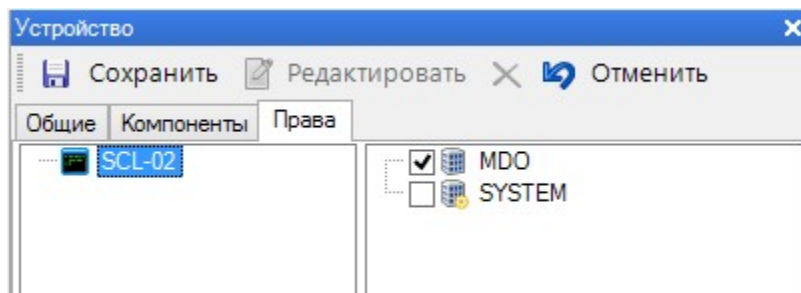 Устройство
Сохранить Редактировать Отменить
Общие Компоненты Права
SCL-02 MDO
SYSTEM